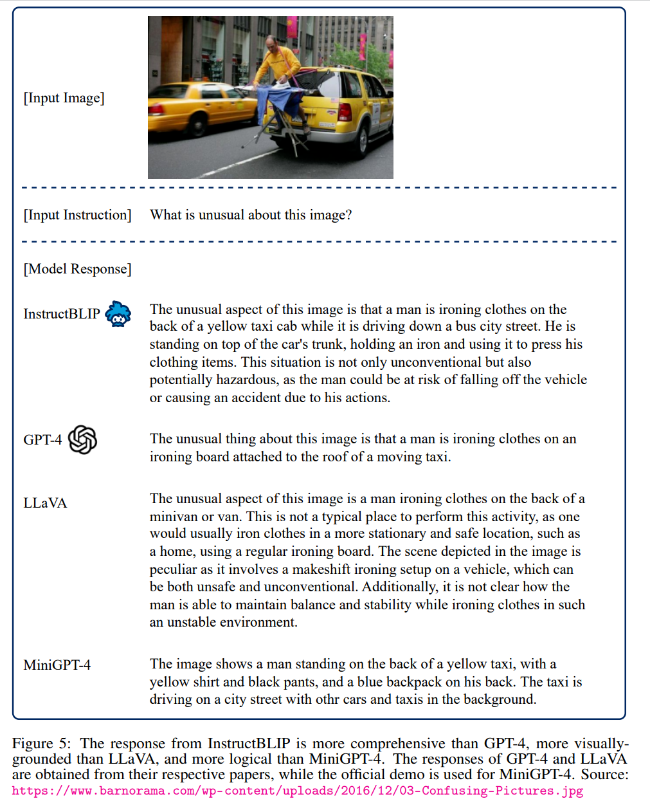 [Input Image]
[Input Instruction] What is unusual about this image?
[Model Response]
InstructBLIP
The unusual aspect of this image is that a man is ironing clothes on the
back of a yellow taxi cab while it is driving down a bus city street. He is
standing on top of the car's trunk, holding an iron and using it to press his
clothing items. This situation is not only unconventional but also
potentially hazardous, as the man could be at risk of falling off the vehicle
or causing an accident due to his actions.
GPT-4
The unusual thing about this image is that a man is ironing clothes on an
ironing board attached to the roof of a moving taxi.
LLaVA
The unusual aspect of this image is a man ironing clothes on the back of a
minivan or van. This is not a typical place to perform this activity, as one
would usually iron clothes in a more stationary and safe location, such as
a home, using a regular ironing board. The scene depicted in the image is
peculiar as it involves a makeshift ironing setup on a vehicle, which can
be both unsafe and unconventional. Additionally, it is not clear how the
man is able to maintain balance and stability while ironing clothes in such
an unstable environment.
MiniGPT-4
The image shows a man standing on the back of a yellow taxi, with a
yellow shirt and black pants, and a blue backpack on his back. The taxi is
driving on a city street with othr cars and taxis in the background.
Figure 5: The response from InstructBLIP is more comprehensive than GPT-4, more visually-
grounded than LLaVA, and more logical than MiniGPT-4. The responses of GPT-4 and LLaVA
are obtained from their respective papers, while the official demo is used for MiniGPT-4. Source:
https://www.barnorama.com/wp-content/uploads/2016/12/03-Confusing-Pictures.jpg